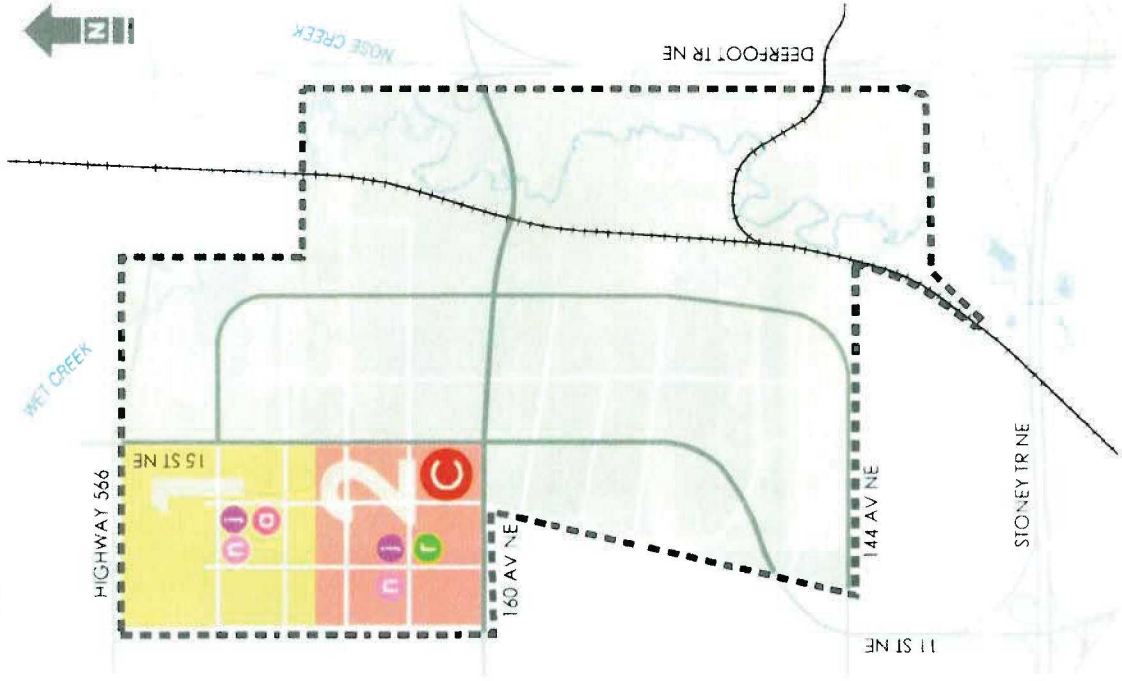 N
NOSE CREEK
DEERFOOT TR NE
WET CREEK
HIGHWAY 566
15 ST NE
1
2
C
j
o
n
j
r
n
160 AV NE
144 AV NE
STONEY TR NE
11 ST NE